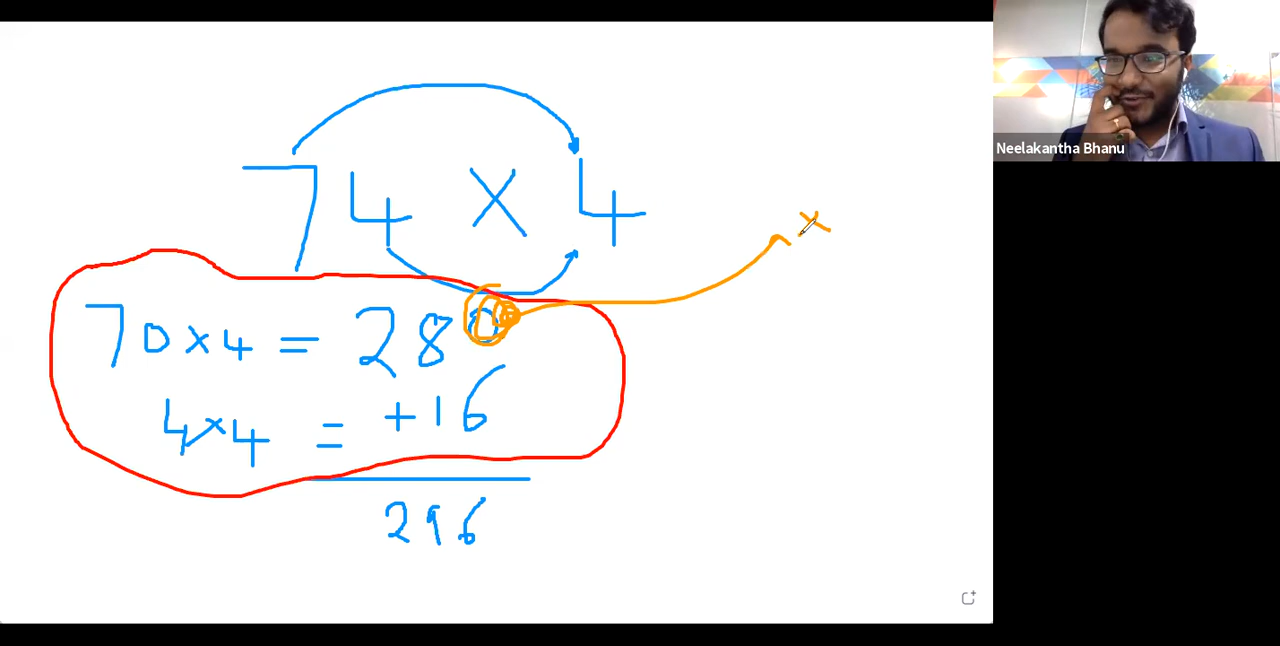 74 X 4
x
70 x 4 = 280
4 x 4 = +16
296
Neelakantha Bhanu